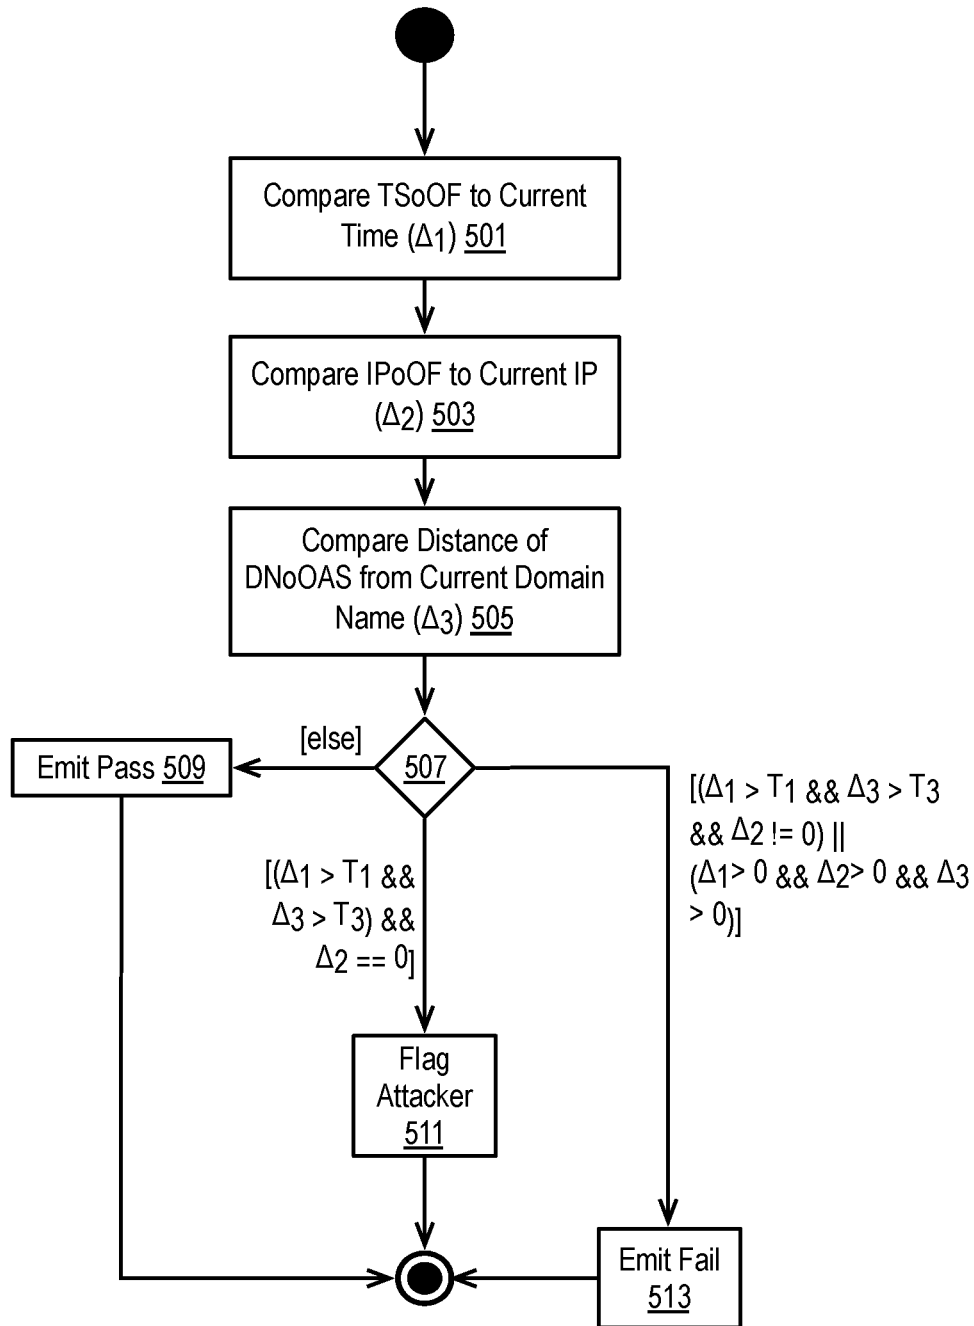 Compare TSoOF to Current
Time (Δ1) 501
Compare IPoOF to Current IP
(Δ2) 503
Compare Distance of
DNoOAS from Current Domain
Name (Δ3) 505
[else]
507
Emit Pass 509
[(Δ1 > T1 && Δ3 > T3
&& Δ2 != 0) ||
(Δ1> 0 && Δ2> 0 && Δ3
> 0)]
[(Δ1 > T1 &&
Δ3 > T3) &&
Δ2 == 0]
Flag
Attacker
511
Emit Fail
513